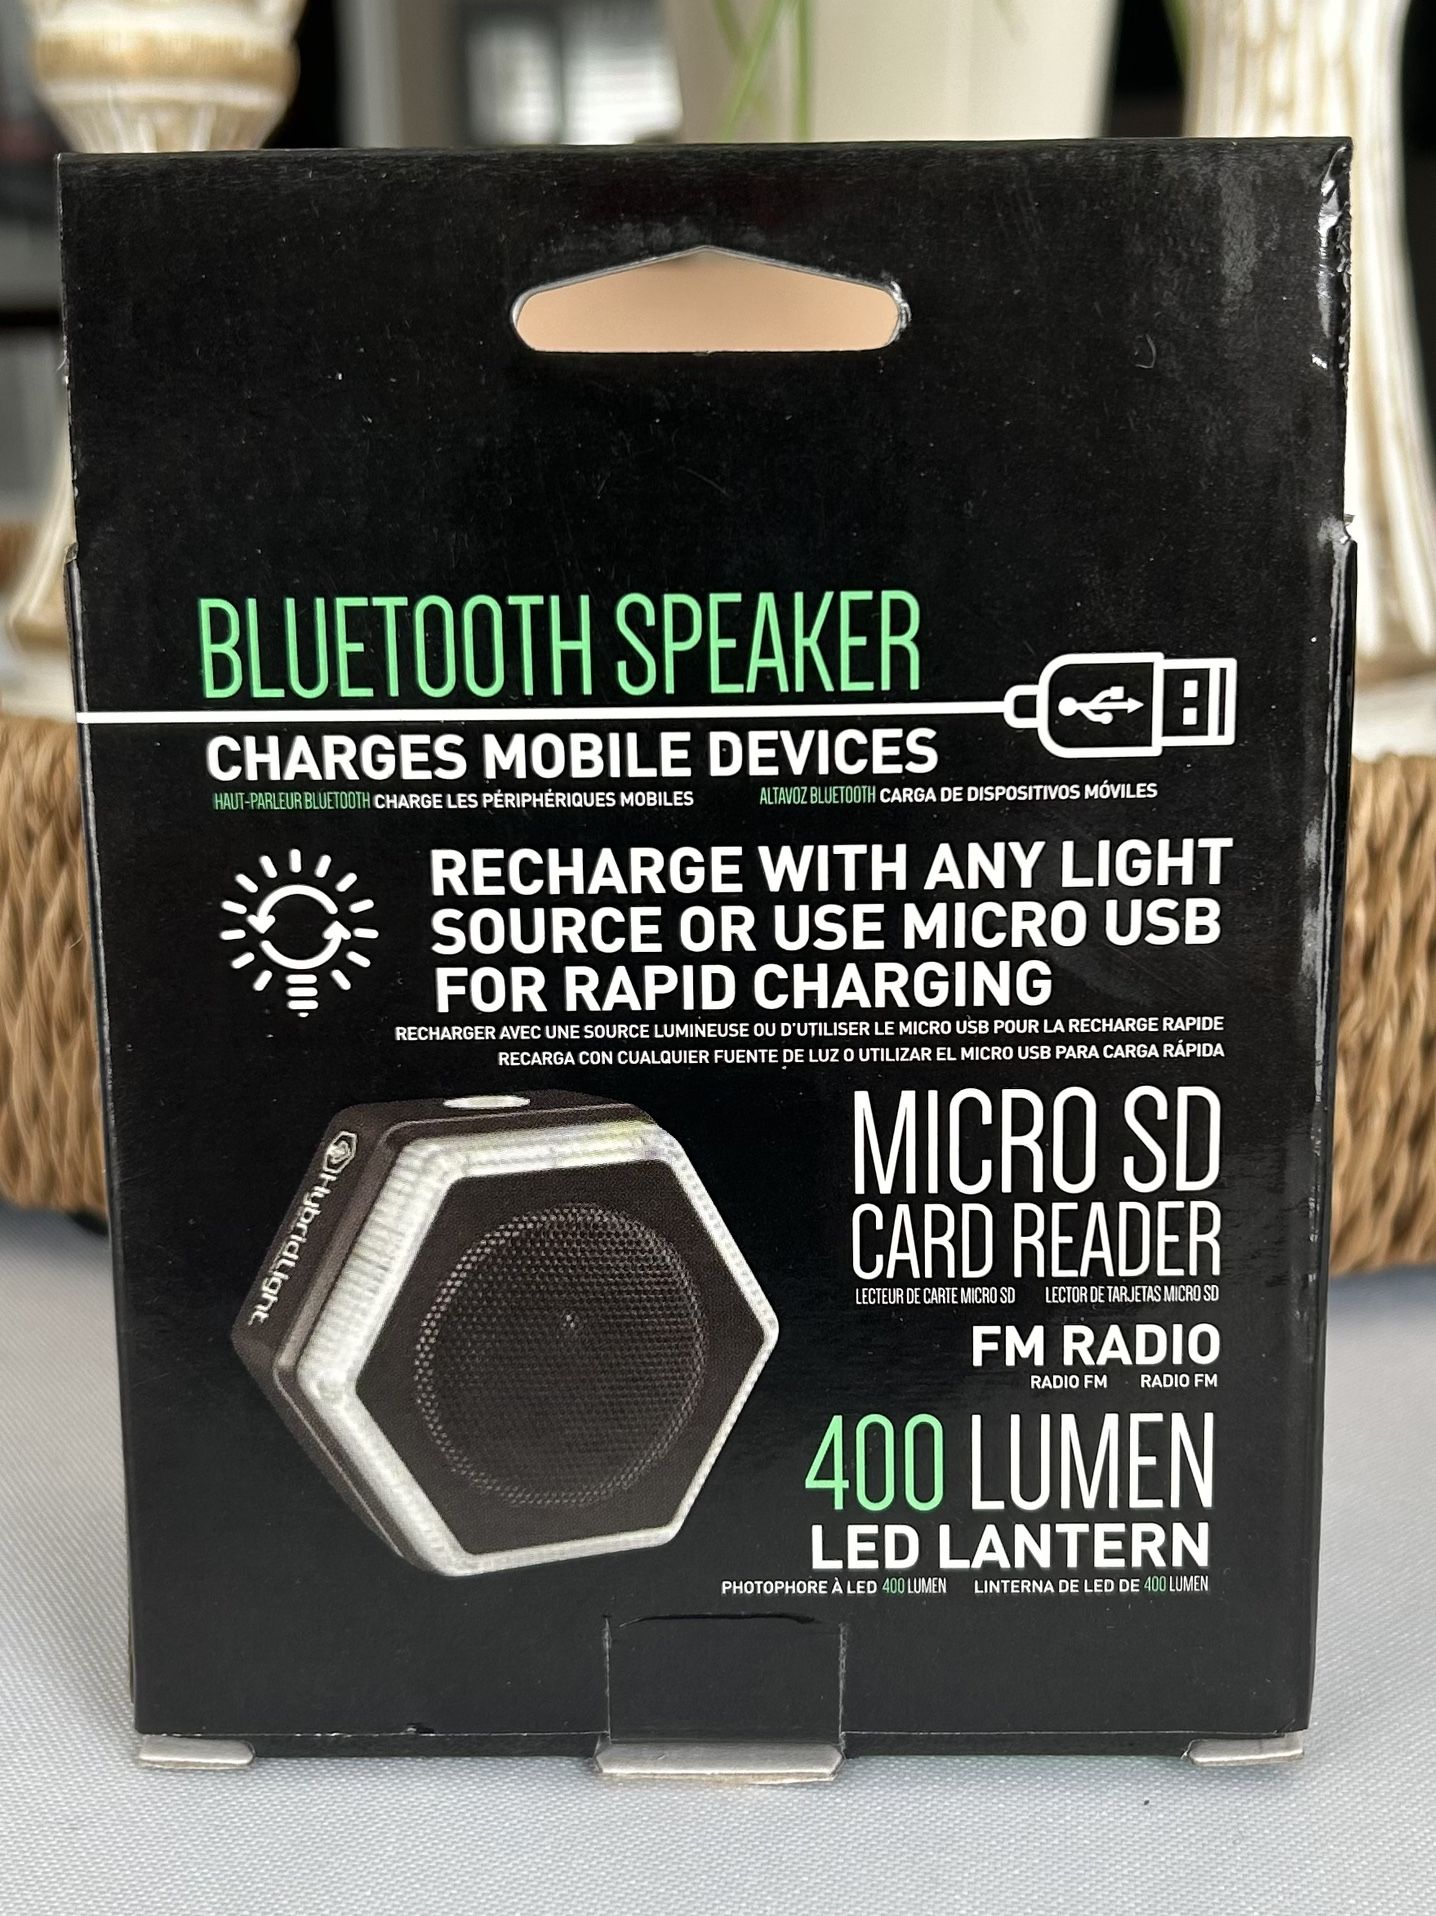 BLUETOOTH SPEAKER
CHARGES MOBILE DEVICES
HAUT-PARLEUR BLUETOOTH CHARGE LES PÉRIPHÉRIQUES MOBILES
ALTAVOZ BLUETOOTH CARGA DE DISPOSITIVOS MÓVILES
RECHARGE WITH ANY LIGHT
SOURCE OR USE MICRO USB
FOR RAPID CHARGING
RECHARGER AVEC UNE SOURCE LUMINEUSE OU D'UTILISER LE MICRO USB POUR LA RECHARGE RAPIDE
RECARGA CON CUALQUIER FUENTE DE LUZ O UTILIZAR EL MICRO USB PARA CARGA RÁPIDA
HybridLight.
MICRO SD
CARD READER
LECTEUR DE CARTE MICRO SD
LECTOR DE TARJETAS MICRO SD
FM RADIO
RADIO FM
RADIO FM
400 LUMEN
LED LANTERN
PHOTOPHORE À LED 400 LUMEN
LINTERNA DE LED DE 400 LUMEN